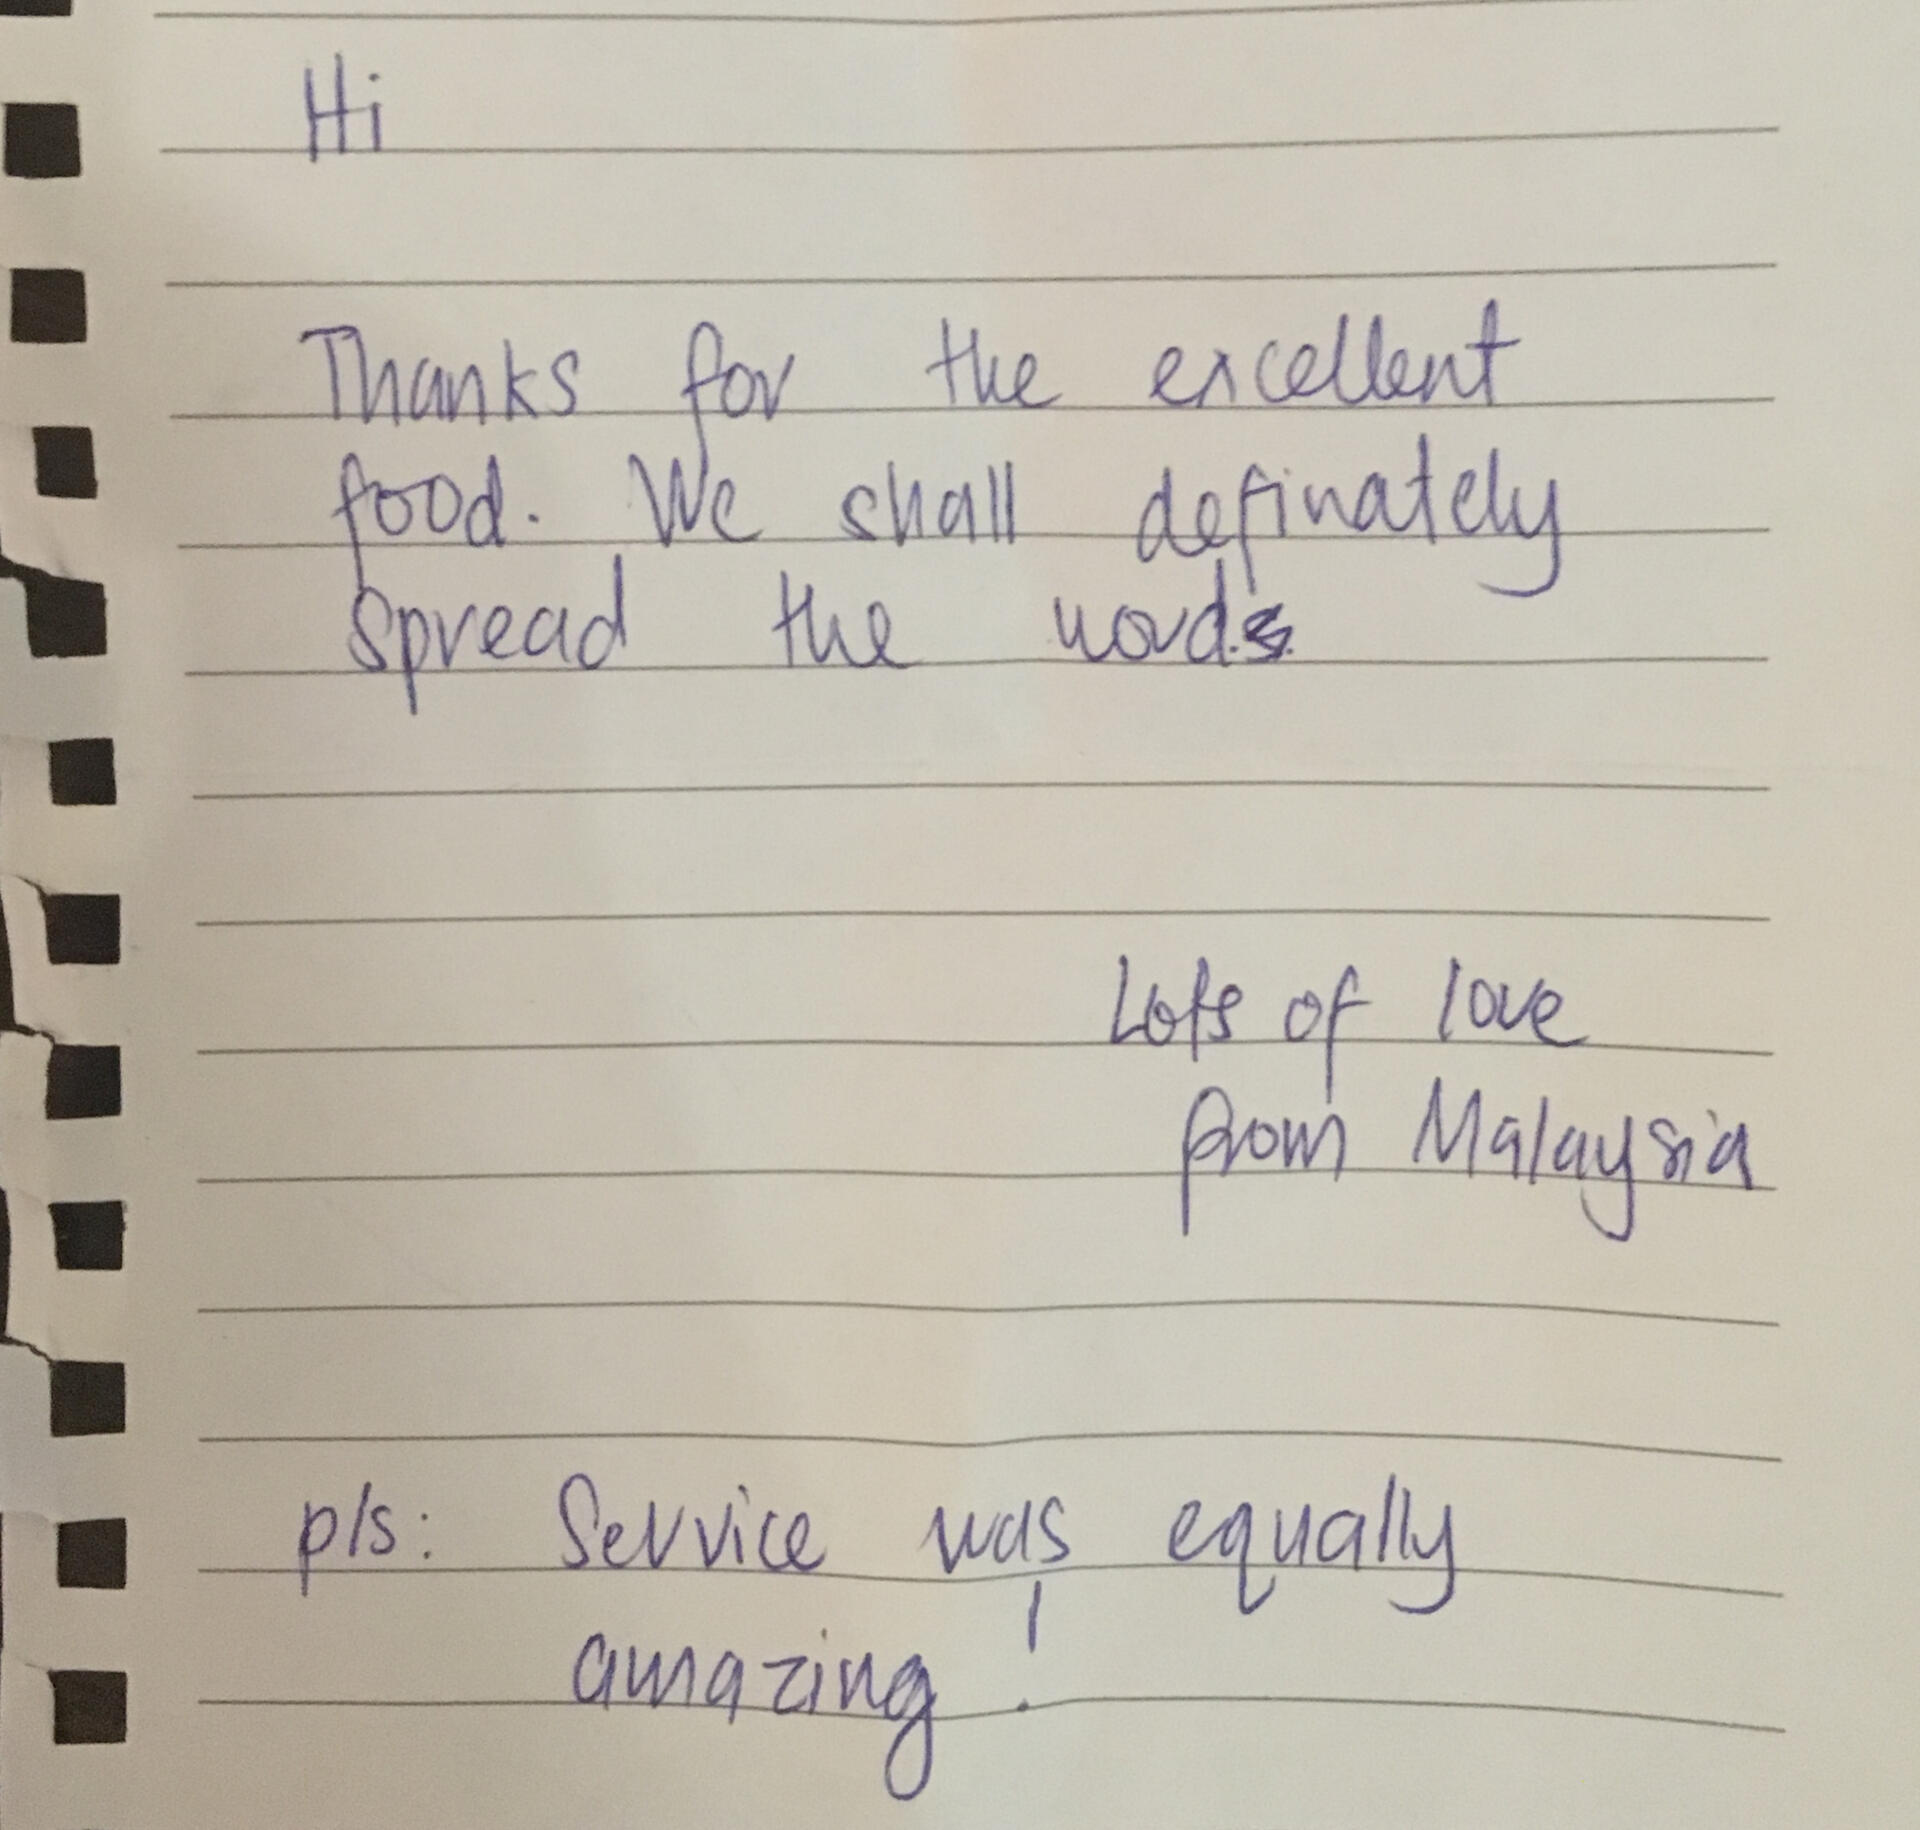 Hi
Thanks for the excellent
food. We shall definately
spread the words.
Lots of love
from Malaysia
p/s: Service was equally
amazing!